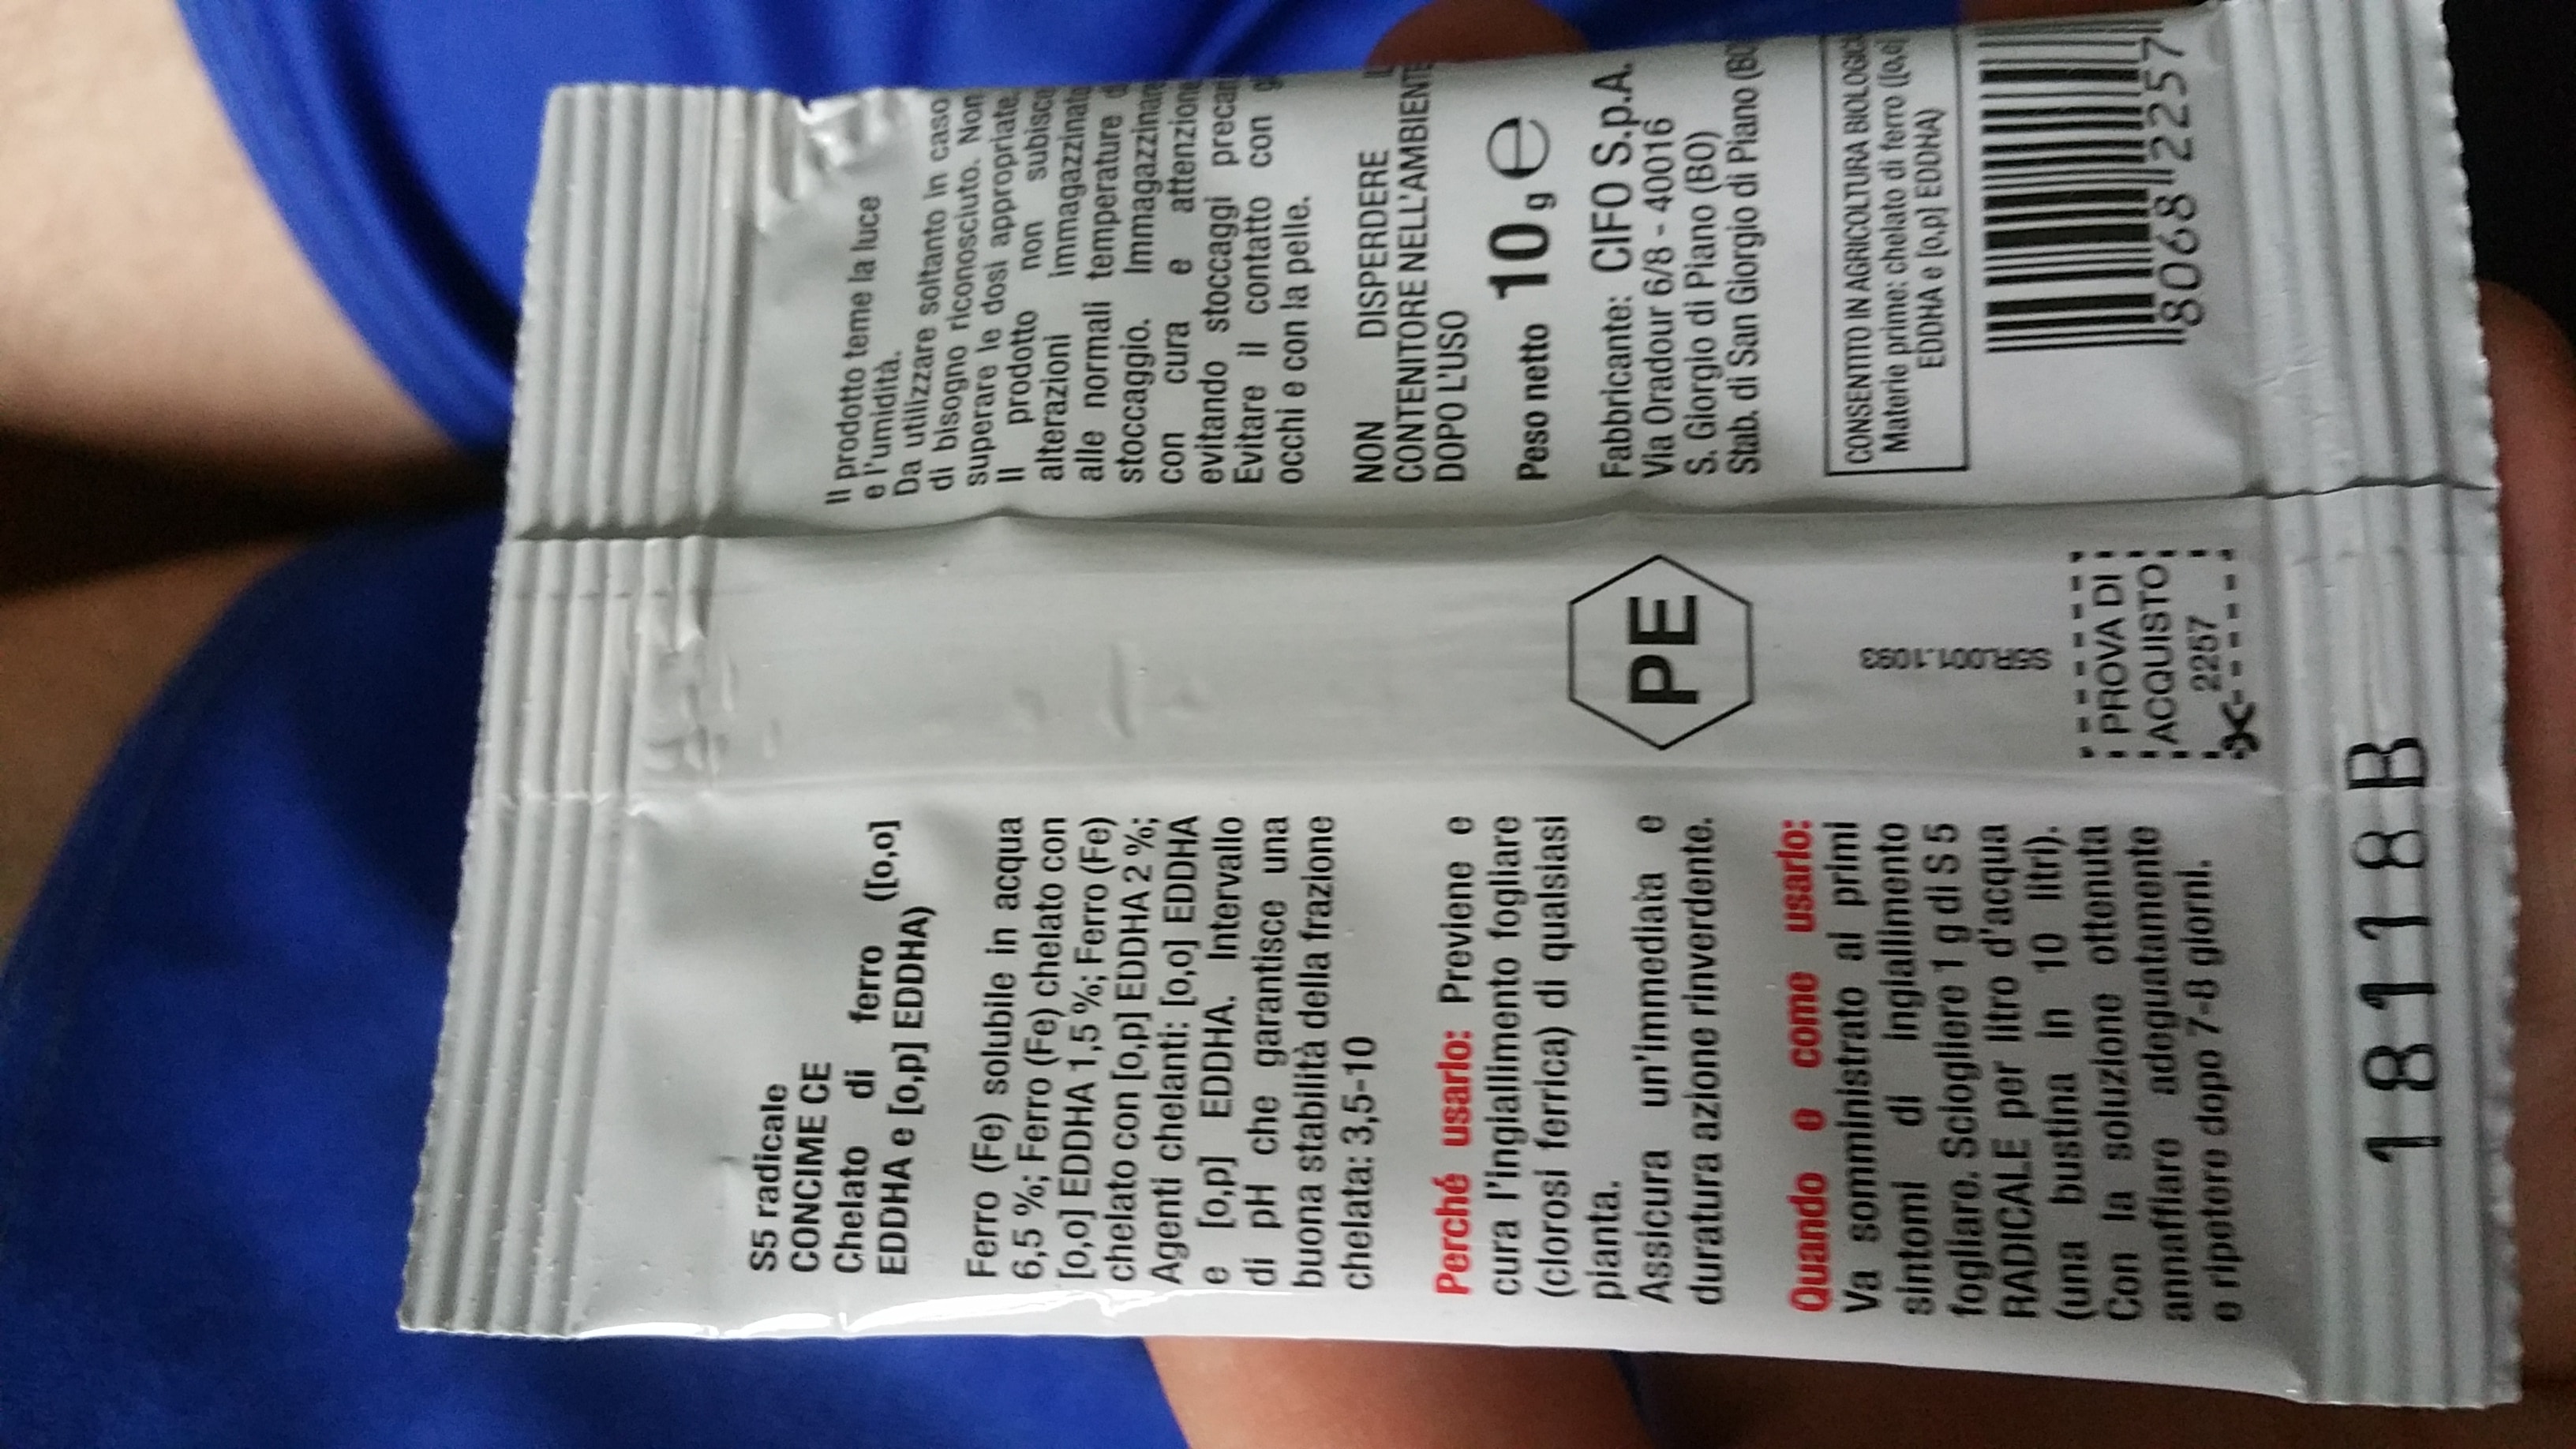 S5 radicale
CONCIME CE
Chelato di ferro ([o,o]
EDDHA e [o,p] EDDHA)
Ferro (Fe) solubile in acqua
6,5 %; Ferro (Fe) chelato con
[o,o] EDDHA 1,5 %; Ferro (Fe)
chelato con [o,p] EDDHA 2 %;
Agenti chelanti: [o,o] EDDHA
e [o,p] EDDHA. Intervallo
di pH che garantisce una
buona stabilità della frazione
chelata: 3,5-10
Perché usarlo: Previene e
cura l'ingiallimento fogliare
(clorosi ferrica) di qualsiasi
pianta.
Assicura un'immediata e
duratura azione rinverdente.
Quando e come usarlo:
Va somministrato ai primi
sintomi di ingiallimento
fogliare. Sciogliere 1 g di S 5
RADICALE per litro d'acqua
(una bustina in 10 litri).
Con la soluzione ottenuta
annaffiare adeguatamente
e ripetere dopo 7-8 giorni.
PE
S5R.001.1093
PROVA DI
ACQUISTO
2257
Il prodotto teme la luce
e l'umidità.
Da utilizzare soltanto in caso
di bisogno riconosciuto. Non
superare le dosi appropriate.
Il prodotto non subisce
alterazioni immagazzinato
alle normali temperature
stoccaggio. Immagazzinare
con cura e attenzione
evitando stoccaggi
Evitare il contatto con
occhi e con la pelle.
NON DISPERDERE
CONTENITORE NELL'AMBIENTE
DOPO L'USO
Peso netto 10 g e
Fabbricante: CIFO S.p.A.
Via Oradour 6/8 - 40016
S. Giorgio di Piano (BO)
Stab. di San Giorgio di Piano (BO
CONSENTITO IN AGRICOLTURA BIOLOGICA
Materie prime: chelato di ferro ([o,o]
EDDHA e [o,p] EDDHA)
80682257
18118B